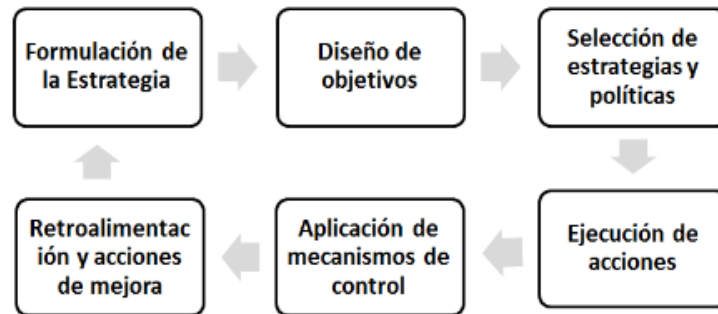 Formulación de
la Estrategia
Diseño de
objetivos
Selección de
estrategias y
políticas
Ejecución de
acciones
Aplicación de
mecanismos de
control
Retroalimentac
ión y acciones
de mejora